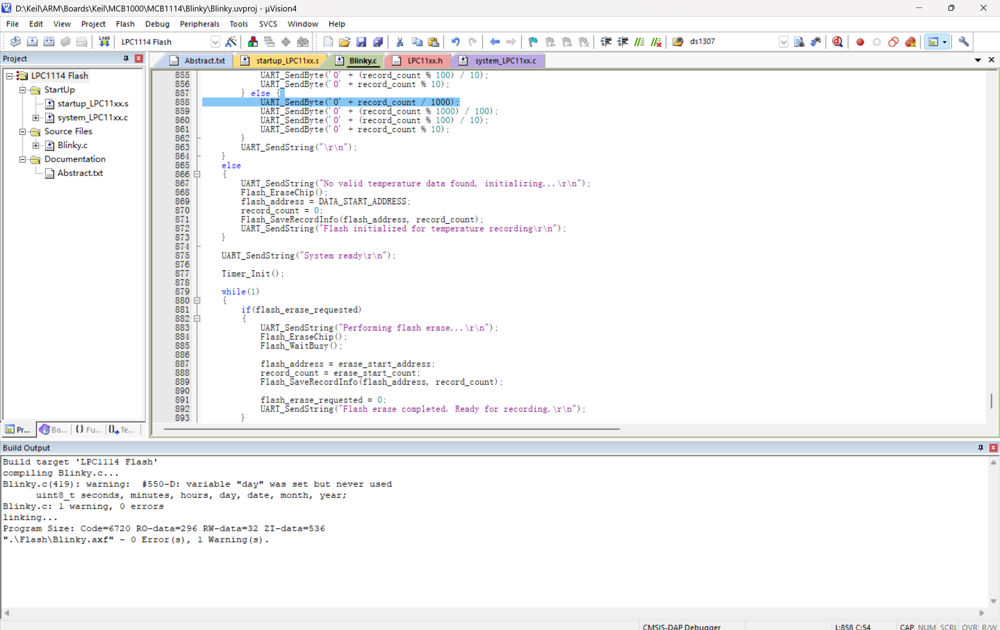 D:\Keil\ARM\Boards\Keil\MCB1000\MCB1114\Blinky\Blinky.uvproj - µVision4
File Edit View Project Flash Debug Peripherals Tools SVCS Window Help
LOAD LPC1114 Flash ds1307
Project
LPC1114 Flash
StartUp
startup_LPC11xx.s
system_LPC11xx.c
Source Files
Blinky.c
Documentation
Abstract.txt
Pr... Bo... {} Fu... Te...
Abstract.txt startup_LPC11xx.s Blinky.c LPC11xx.h system_LPC11xx.c
855 UART_SendByte('0' + (record_count % 100) / 10);
856 UART_SendByte('0' + record_count % 10);
857 } else {
858 UART_SendByte('0' + record_count / 1000);
859 UART_SendByte('0' + (record_count % 1000) / 100);
860 UART_SendByte('0' + (record_count % 100) / 10);
861 UART_SendByte('0' + record_count % 10);
862 }
863 UART_SendString("\r\n");
864 }
865 else
866 {
867 UART_SendString("No valid temperature data found, initializing...\r\n");
868 Flash_EraseChip();
869 flash_address = DATA_START_ADDRESS;
870 record_count = 0;
871 Flash_SaveRecordInfo(flash_address, record_count);
872 UART_SendString("Flash initialized for temperature recording\r\n");
873 }
874
875 UART_SendString("System ready\r\n");
876
877 Timer_Init();
878
879 while(1)
880 {
881 if(flash_erase_requested)
882 {
883 UART_SendString("Performing flash erase...\r\n");
884 Flash_EraseChip();
885 Flash_WaitBusy();
886
887 flash_address = erase_start_address;
888 record_count = erase_start_count;
889 Flash_SaveRecordInfo(flash_address, record_count);
890
891 flash_erase_requested = 0;
892 UART_SendString("Flash erase completed. Ready for recording.\r\n");
893 }
Build Output
Build target 'LPC1114 Flash'
compiling Blinky.c...
Blinky.c(419): warning:  #550-D: variable "day" was set but never used
uint8_t seconds, minutes, hours, day, date, month, year;
Blinky.c: 1 warning, 0 errors
linking...
Program Size: Code=6720 RO-data=296 RW-data=32 ZI-data=536
".\Flash\Blinky.axf" - 0 Error(s), 1 Warning(s).
CMSIS-DAP Debugger L:858 C:54 CAP NUM SCRL OVR R/W